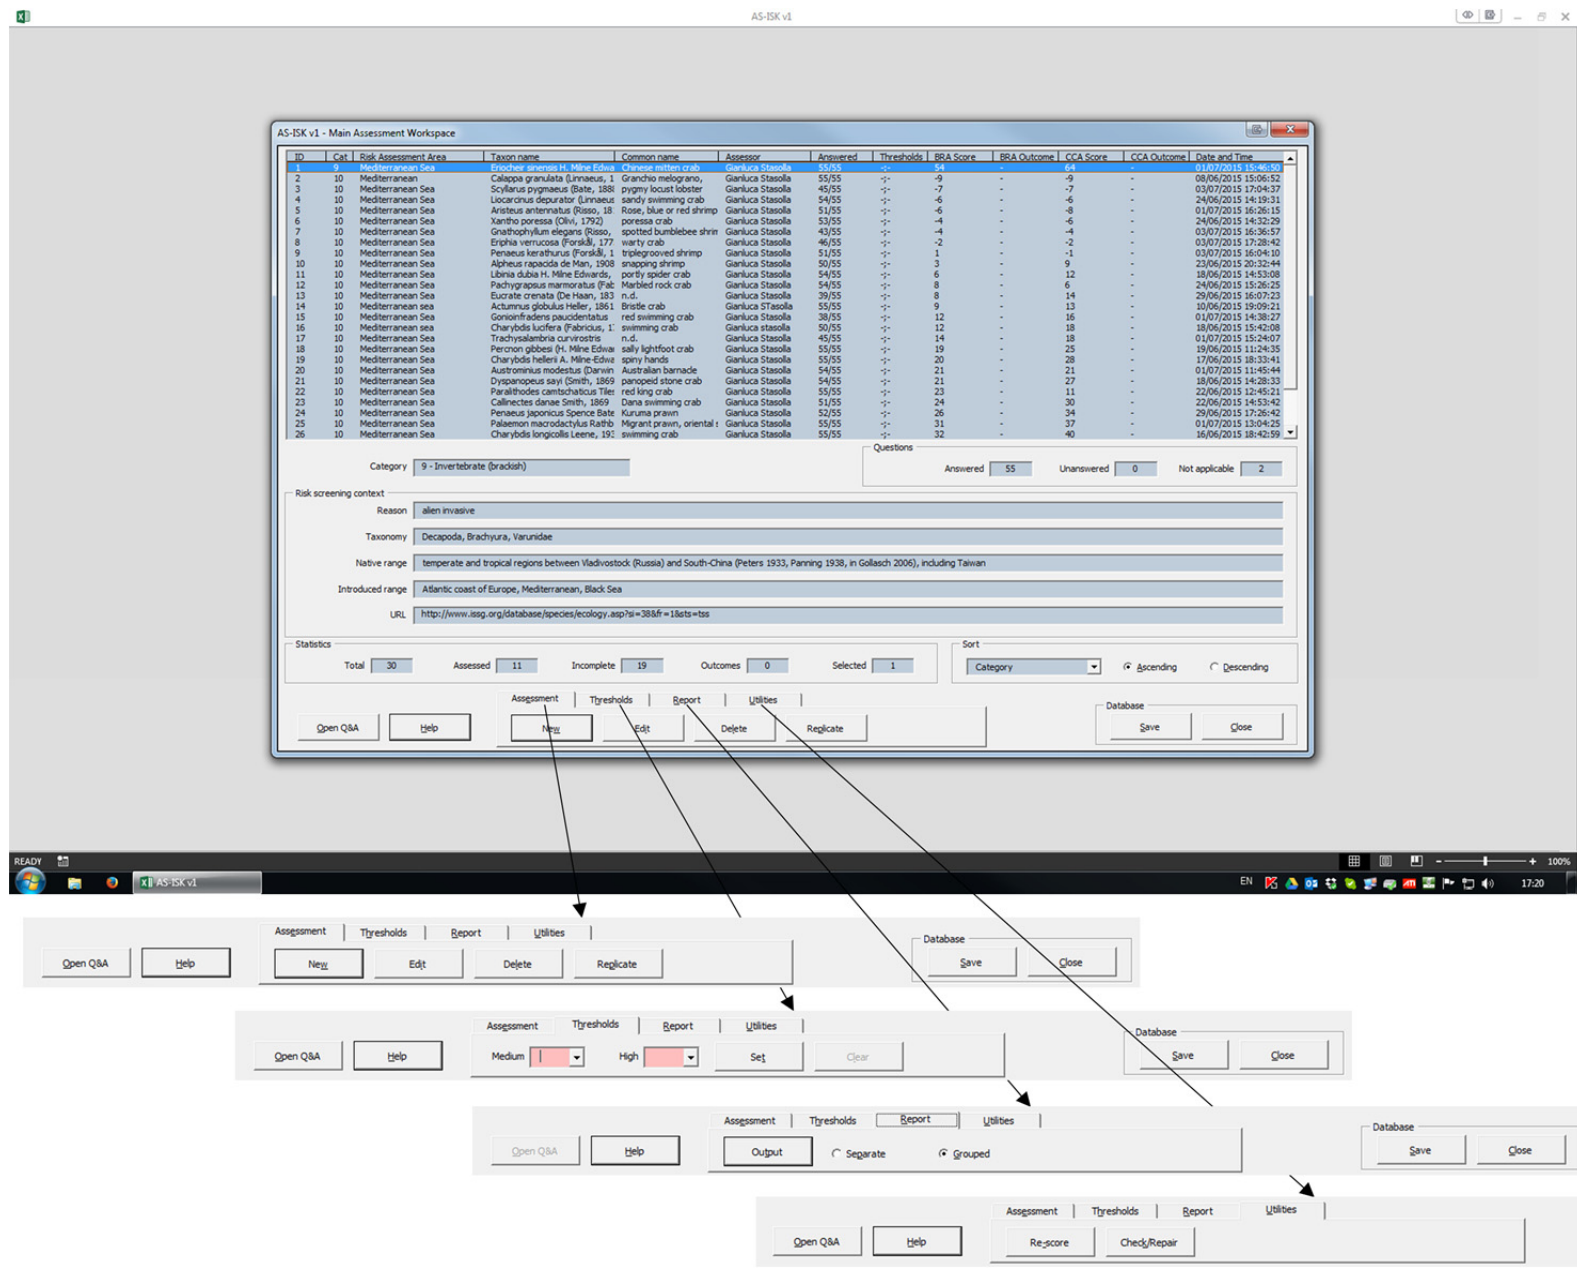 AS-ISK v1
AS-ISK v1 - Main Assessment Workspace
ID Cat Risk Assessment Area Taxon name Common name Assessor Answered Thresholds BRA Score BRA Outcome CCA Score CCA Outcome Date and Time
1 9 Mediterranean Sea Eriocheir sinensis H. Milne Edwa Chinese mitten crab Gianluca Stasolla 55/55 -;- 54 - 64 - 01/07/2015 15:46:50
2 10 Mediterranean Calappa granulata (Linnaeus, 1 Granchio melograno, Gianluca Stasolla 55/55 -;- -9 - -9 - 08/06/2015 15:06:52
3 10 Mediterranean Sea Scyllarus pygmaeus (Bate, 1888 pygmy locust lobster Gianluca Stasolla 45/55 -;- -7 - -7 - 03/07/2015 17:04:37
4 10 Mediterranean Sea Liocarcinus depurator (Linnaeus sandy swimming crab Gianluca Stasolla 54/55 -;- -6 - -6 - 24/06/2015 14:19:31
5 10 Mediterranean Sea Aristeus antennatus (Risso, 18 Rose, blue or red shrimp Gianluca Stasolla 51/55 -;- -6 - -8 - 01/07/2015 16:26:15
6 10 Mediterranean Sea Xantho poressa (Olivi, 1792) poressa crab Gianluca Stasolla 53/55 -;- -4 - -6 - 24/06/2015 14:32:29
7 10 Mediterranean Sea Gnathophyllum elegans (Risso, spotted bumblebee shrim Gianluca Stasolla 43/55 -;- -4 - -4 - 03/07/2015 16:36:57
8 10 Mediterranean Sea Eriphia verrucosa (Forskål, 177 warty crab Gianluca Stasolla 46/55 -;- -2 - -2 - 03/07/2015 17:28:42
9 10 Mediterranean Sea Penaeus kerathurus (Forskål, 1 triplegrooved shrimp Gianluca Stasolla 51/55 -;- 1 - -1 - 03/07/2015 16:04:10
10 10 Mediterranean Sea Alpheus rapacida de Man, 1908 snapping shrimp Gianluca Stasolla 50/55 -;- 3 - 9 - 23/06/2015 20:32:44
11 10 Mediterranean Sea Libinia dubia H. Milne Edwards, portly spider crab Gianluca Stasolla 54/55 -;- 6 - 12 - 18/06/2015 14:53:08
12 10 Mediterranean Sea Pachygrapsus marmoratus (Fab Marbled rock crab Gianluca Stasolla 54/55 -;- 8 - 6 - 24/06/2015 15:26:25
13 10 Mediterranean Sea Eucrate crenata (De Haan, 183 n.d. Gianluca Stasolla 39/55 -;- 8 - 14 - 29/06/2015 16:07:23
14 10 Mediterranean Sea Actumnus globulus Heller, 1861 Bristle crab Gianluca STasolla 55/55 -;- 9 - 13 - 10/06/2015 19:09:21
15 10 Mediterranean Sea Gonioinfradens paucidentatus red swimming crab Gianluca Stasolla 38/55 -;- 12 - 16 - 01/07/2015 14:38:27
16 10 Mediterranean sea Charybdis lucifera (Fabricius, 1 swimming crab Gianluca stasolla 50/55 -;- 12 - 18 - 18/06/2015 15:42:08
17 10 Mediterranean Sea Trachysalambria curvirostris n.d. Gianluca Stasolla 45/55 -;- 14 - 18 - 01/07/2015 15:24:07
18 10 Mediterranean Sea Percnon gibbesi (H. Milne Edwar sally lightfoot crab Gianluca Stasolla 55/55 -;- 19 - 25 - 19/06/2015 11:24:35
19 10 Mediterranean Sea Charybdis hellerii A. Milne-Edwa spiny hands Gianluca Stasolla 55/55 -;- 20 - 28 - 17/06/2015 18:33:41
20 10 Mediterranean Sea Austrominius modestus (Darwin Australian barnacle Gianluca Stasolla 54/55 -;- 21 - 21 - 01/07/2015 11:45:44
21 10 Mediterranean Sea Dyspanopeus sayi (Smith, 1869 panopeid stone crab Gianluca Stasolla 54/55 -;- 21 - 27 - 18/06/2015 14:28:33
22 10 Mediterranean Sea Paralithodes camtschaticus Tiles red king crab Gianluca Stasolla 55/55 -;- 23 - 11 - 22/06/2015 12:45:21
23 10 Mediterranean Sea Callinectes danae Smith, 1869 Dana swimming crab Gianluca Stasolla 51/55 -;- 24 - 30 - 22/06/2015 14:53:42
24 10 Mediterranean Sea Penaeus japonicus Spence Bate Kuruma prawn Gianluca Stasolla 52/55 -;- 26 - 34 - 29/06/2015 17:26:42
25 10 Mediterranean Sea Palaemon macrodactylus Rathb Migrant prawn, oriental s Gianluca Stasolla 55/55 -;- 31 - 37 - 01/07/2015 13:04:25
26 10 Mediterranean Sea Charybdis longicollis Leene, 193 swimming crab Gianluca Stasolla 55/55 -;- 32 - 40 - 16/06/2015 18:42:59
Questions
Category 9 - Invertebrate (brackish) Answered 55 Unanswered 0 Not applicable 2
Risk screening context
Reason alien invasive
Taxonomy Decapoda, Brachyura, Varunidae
Native range temperate and tropical regions between Vladivostock (Russia) and South-China (Peters 1933, Panning 1938, in Gollasch 2006), including Taiwan
Introduced range Atlantic coast of Europe, Mediterranean, Black Sea
URL http://www.issg.org/database/species/ecology.asp?si=38&fr=1&sts=tss
Statistics Sort
Total 30 Assessed 11 Incomplete 19 Outcomes 0 Selected 1 Category Ascending Descending
Assessment Thresholds Report Utilities Database
Open Q&A Help New Edit Delete Replicate Save Close
READY 100%
AS-ISK v1 EN 17:20
Assessment Thresholds Report Utilities Database
Open Q&A Help New Edit Delete Replicate Save Close
Assessment Thresholds Report Utilities Database
Open Q&A Help Medium High Set Clear Save Close
Assessment Thresholds Report Utilities Database
Open Q&A Help Output Separate Grouped Save Close
Assessment Thresholds Report Utilities
Open Q&A Help Re-score Check/Repair